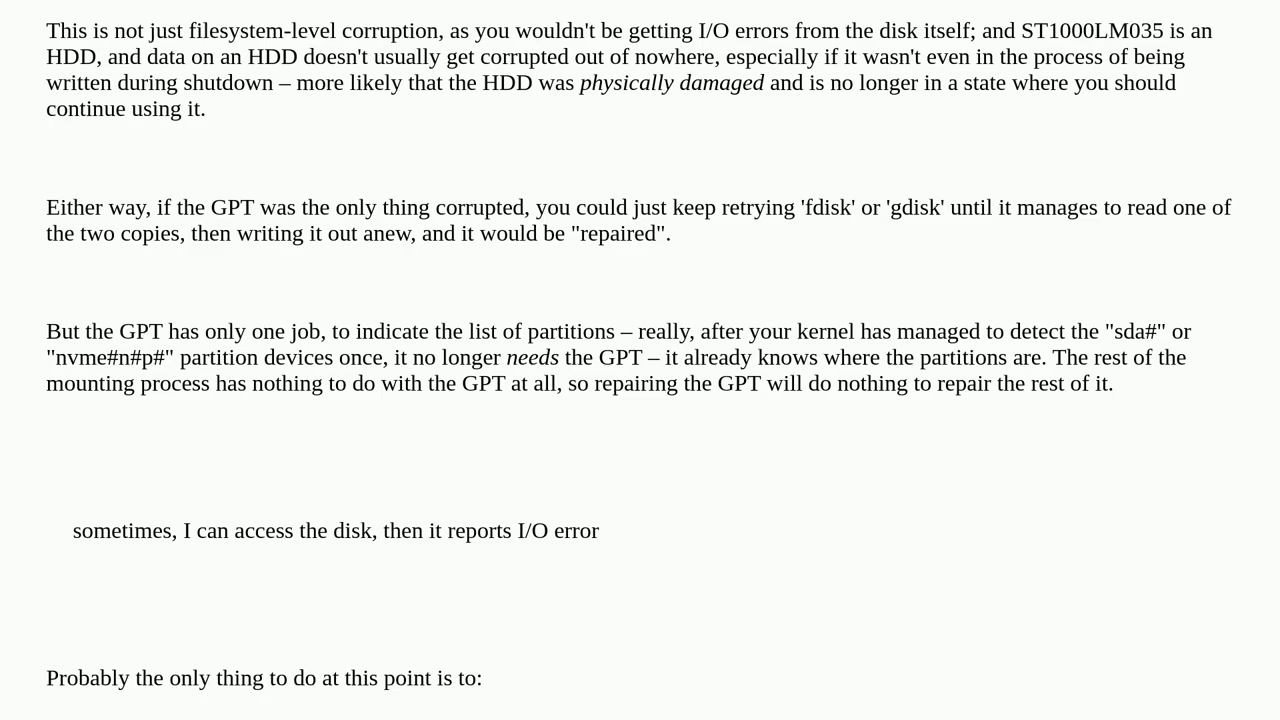 This is not just filesystem-level corruption, as you wouldn't be getting I/O errors from the disk itself; and ST1000LM035 is an
HDD, and data on an HDD doesn't usually get corrupted out of nowhere, especially if it wasn't even in the process of being
written during shutdown – more likely that the HDD was physically damaged and is no longer in a state where you should
continue using it.
Either way, if the GPT was the only thing corrupted, you could just keep retrying 'fdisk' or 'gdisk' until it manages to read one of
the two copies, then writing it out anew, and it would be "repaired".
But the GPT has only one job, to indicate the list of partitions – really, after your kernel has managed to detect the "sda#" or
"nvme#n#p#" partition devices once, it no longer needs the GPT – it already knows where the partitions are. The rest of the
mounting process has nothing to do with the GPT at all, so repairing the GPT will do nothing to repair the rest of it.
sometimes, I can access the disk, then it reports I/O error
Probably the only thing to do at this point is to: